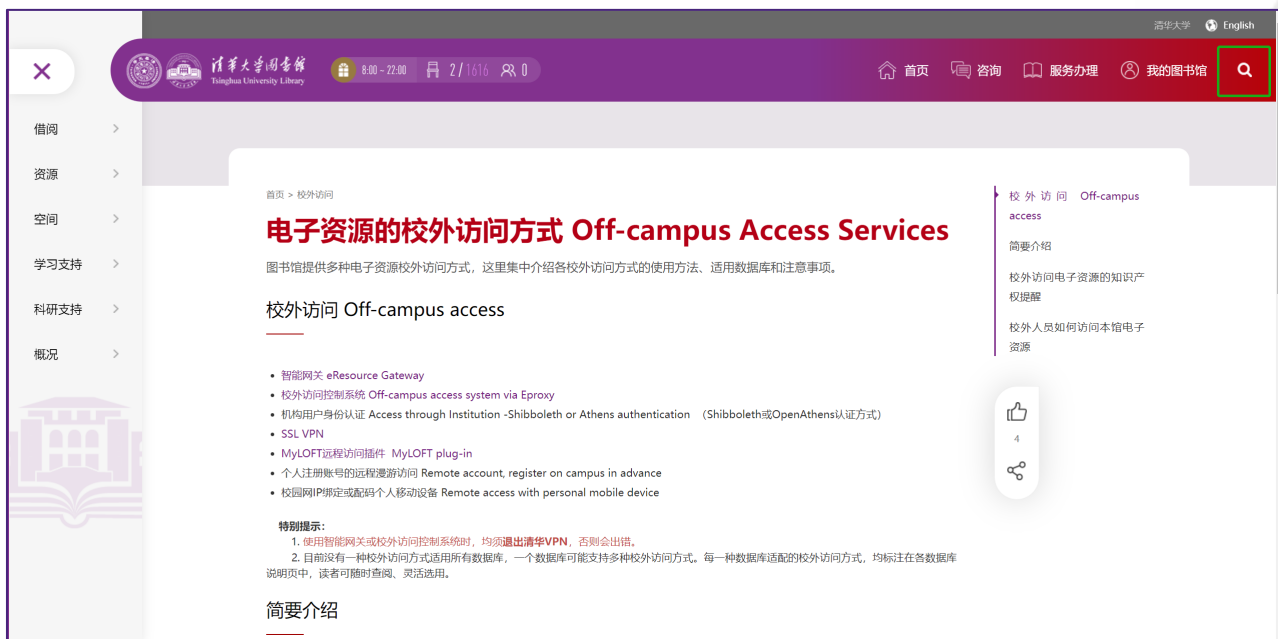 清华大学 English
清华大学图书馆
Tsinghua University Library
8:00 - 22:00 2/1616 0
首页 咨询 服务办理 我的图书馆
借阅
资源
空间
学习支持
科研支持
概况
首页 > 校外访问
电子资源的校外访问方式 Off-campus Access Services
图书馆提供多种电子资源校外访问方式，这里集中介绍各校外访问方式的使用方法、适用数据库和注意事项。
校外访问 Off-campus access
• 智能网关 eResource Gateway
• 校外访问控制系统 Off-campus access system via Eproxy
• 机构用户身份认证 Access through Institution -Shibboleth or Athens authentication （Shibboleth或OpenAthens认证方式）
• SSL VPN
• MyLOFT远程访问插件 MyLOFT plug-in
• 个人注册账号的远程漫游访问 Remote account, register on campus in advance
• 校园网IP绑定或配码个人移动设备 Remote access with personal mobile device
特别提示：
1. 使用智能网关或校外访问控制系统时，均须退出清华VPN，否则会出错。
2. 目前没有一种校外访问方式适用所有数据库，一个数据库可能支持多种校外访问方式。每一种数据库适配的校外访问方式，均标注在各数据库
说明页中，读者可随时查阅、灵活选用。
简要介绍
校外访问 Off-campus
access
简要介绍
校外访问电子资源的知识产
权提醒
校外人员如何访问本馆电子
资源
4